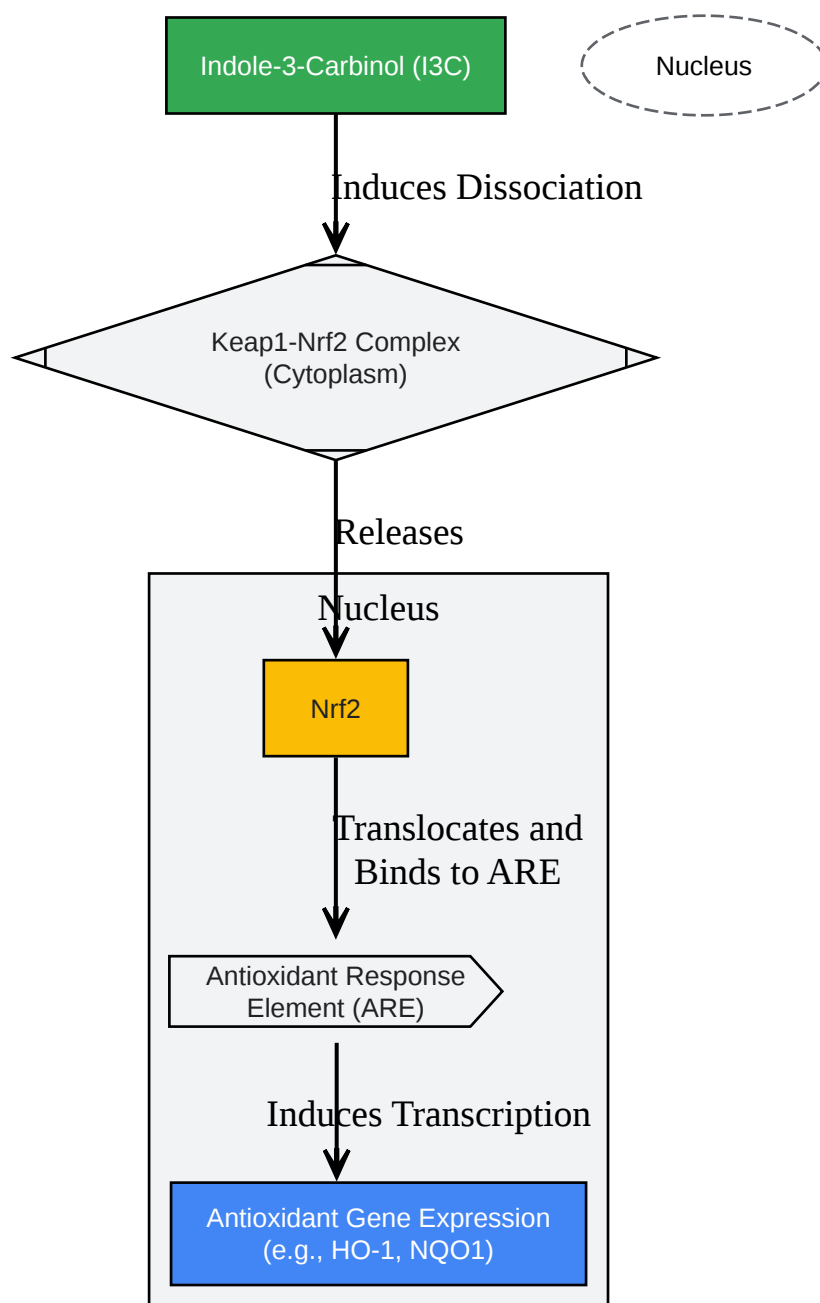 Indole-3-Carbinol (I3C)
Nucleus
Induces Dissociation
Keap1-Nrf2 Complex
(Cytoplasm)
Releases
Nucleus
Nrf2
Translocates and
Binds to ARE
Antioxidant Response
Element (ARE)
Induces Transcription
Antioxidant Gene Expression
(e.g., HO-1, NQO1)